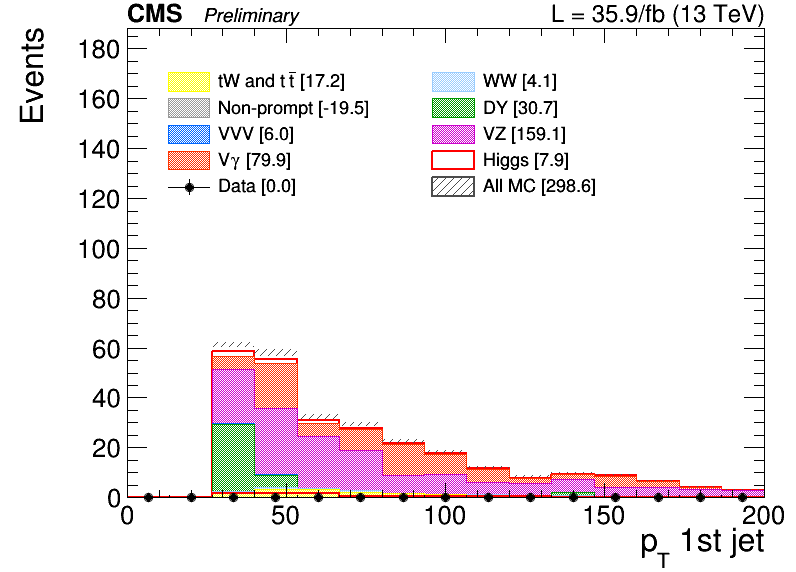 CMS Preliminary L = 35.9/fb (13 TeV)
Events
180
160
140
120
100
80
60
40
20
0
tW and t t̅ [17.2]
Non-prompt [-19.5]
VVV [6.0]
Vγ [79.9]
Data [0.0]
WW [4.1]
DY [30.7]
VZ [159.1]
Higgs [7.9]
All MC [298.6]
0 50 100 150 200
p_T 1st jet